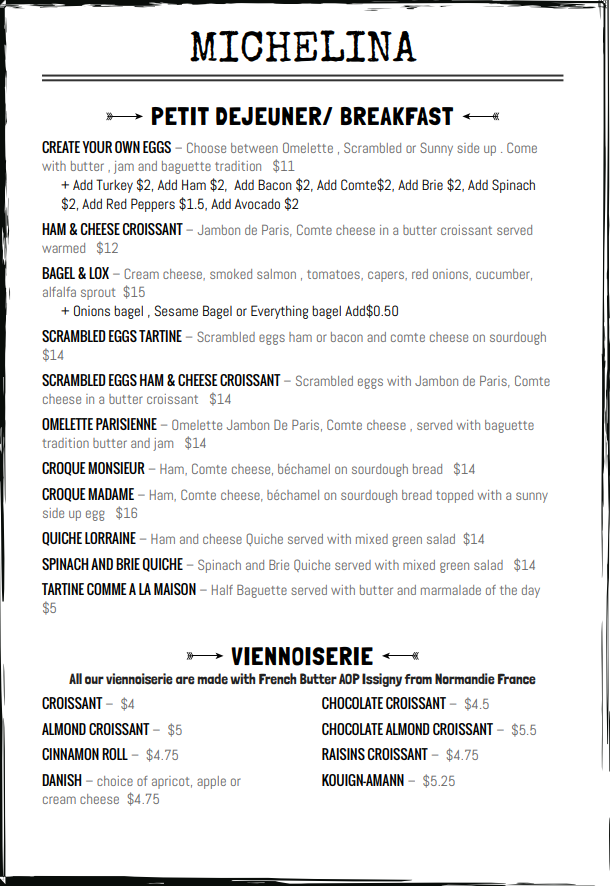 MICHELINA
PETIT DEJEUNER/ BREAKFAST
CREATE YOUR OWN EGGS – Choose between Omelette , Scrambled or Sunny side up . Come
with butter , jam and baguette tradition $11
+ Add Turkey $2, Add Ham $2, Add Bacon $2, Add Comte$2, Add Brie $2, Add Spinach
$2, Add Red Peppers $1.5, Add Avocado $2
HAM & CHEESE CROISSANT – Jambon de Paris, Comte cheese in a butter croissant served
warmed $12
BAGEL & LOX – Cream cheese, smoked salmon , tomatoes, capers, red onions, cucumber,
alfalfa sprout $15
+ Onions bagel , Sesame Bagel or Everything bagel Add$0.50
SCRAMBLED EGGS TARTINE – Scrambled eggs ham or bacon and comte cheese on sourdough
$14
SCRAMBLED EGGS HAM & CHEESE CROISSANT – Scrambled eggs with Jambon de Paris, Comte
cheese in a butter croissant $14
OMELETTE PARISIENNE – Omelette Jambon De Paris, Comte cheese , served with baguette
tradition butter and jam $14
CROQUE MONSIEUR – Ham, Comte cheese, béchamel on sourdough bread $14
CROQUE MADAME – Ham, Comte cheese, béchamel on sourdough bread topped with a sunny
side up egg $16
QUICHE LORRAINE – Ham and cheese Quiche served with mixed green salad $14
SPINACH AND BRIE QUICHE – Spinach and Brie Quiche served with mixed green salad $14
TARTINE COMME A LA MAISON – Half Baguette served with butter and marmalade of the day
$5
VIENNOISERIE
All our viennoiserie are made with French Butter AOP Issigny from Normandie France
CROISSANT – $4
ALMOND CROISSANT – $5
CINNAMON ROLL – $4.75
DANISH – choice of apricot, apple or
cream cheese $4.75
CHOCOLATE CROISSANT – $4.5
CHOCOLATE ALMOND CROISSANT – $5.5
RAISINS CROISSANT – $4.75
KOUIGN-AMANN – $5.25